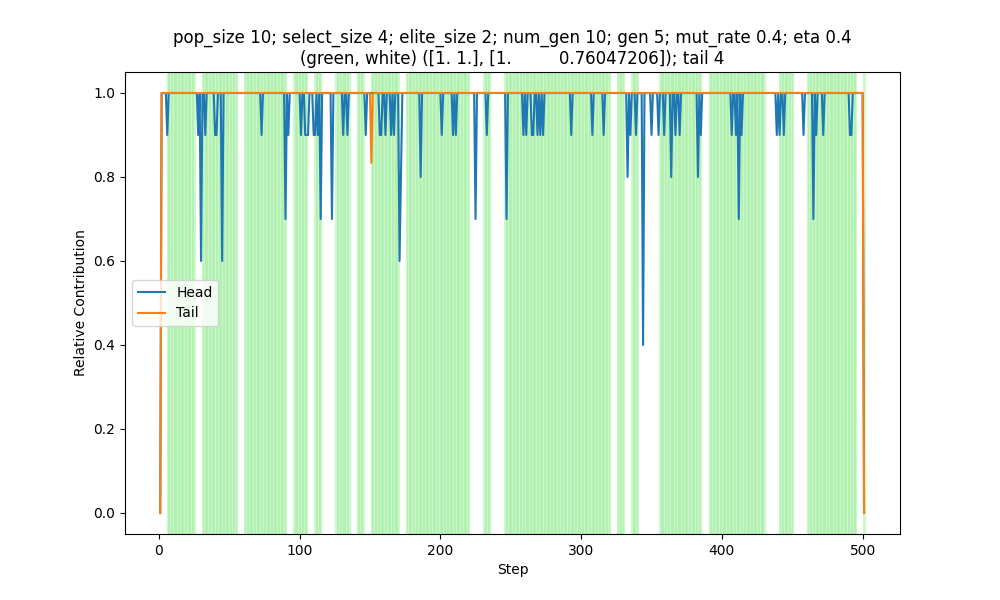 pop_size 10; select_size 4; elite_size 2; num_gen 10; gen 5; mut_rate 0.4; eta 0.4
(green, white) ([1. 1.], [1.         0.76047206]); tail 4
1.0
0.8
0.6
0.4
0.2
0.0
Relative Contribution
Head
Tail
0
100
200
300
400
500
Step